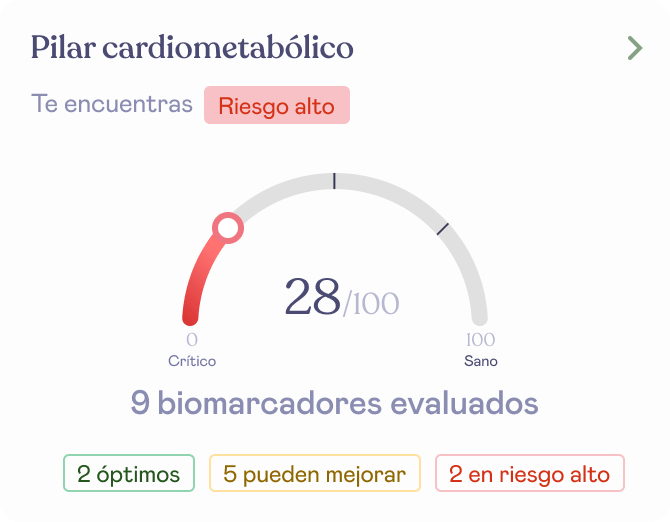 Pilar cardiometabólico
Te encuentras Riesgo alto
28/100
0 100
Crítico Sano
9 biomarcadores evaluados
2 óptimos 5 pueden mejorar 2 en riesgo alto